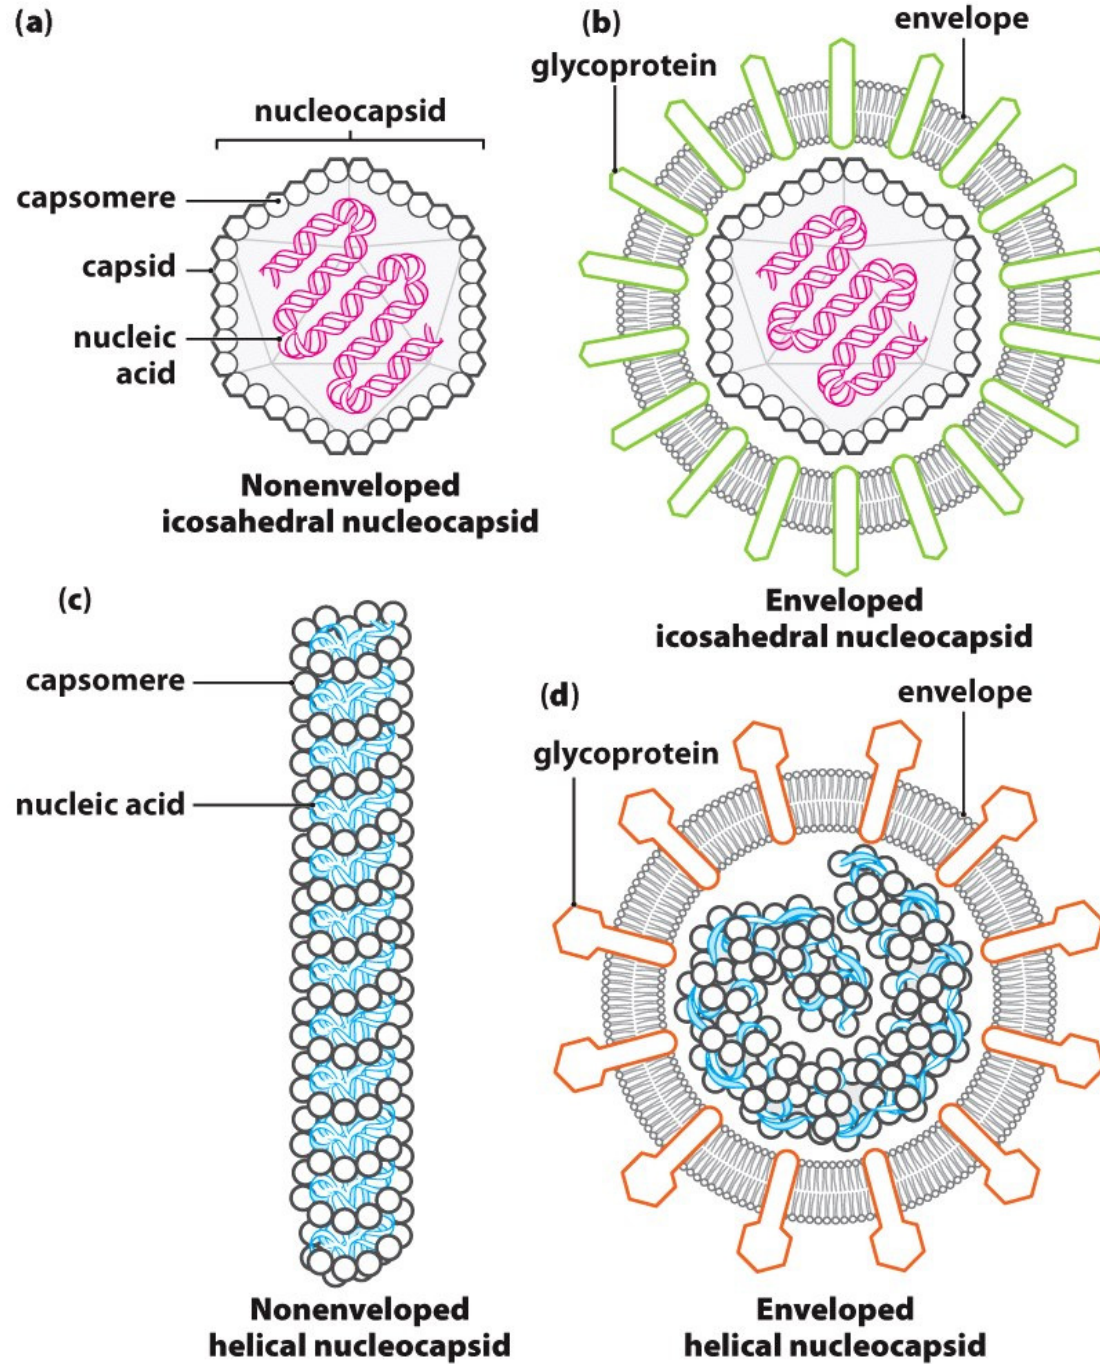 (a)
nucleocapsid
capsomere
capsid
nucleic
acid
Nonenveloped
icosahedral nucleocapsid
(b)
envelope
glycoprotein
Enveloped
icosahedral nucleocapsid
(c)
capsomere
nucleic acid
Nonenveloped
helical nucleocapsid
(d)
envelope
glycoprotein
Enveloped
helical nucleocapsid